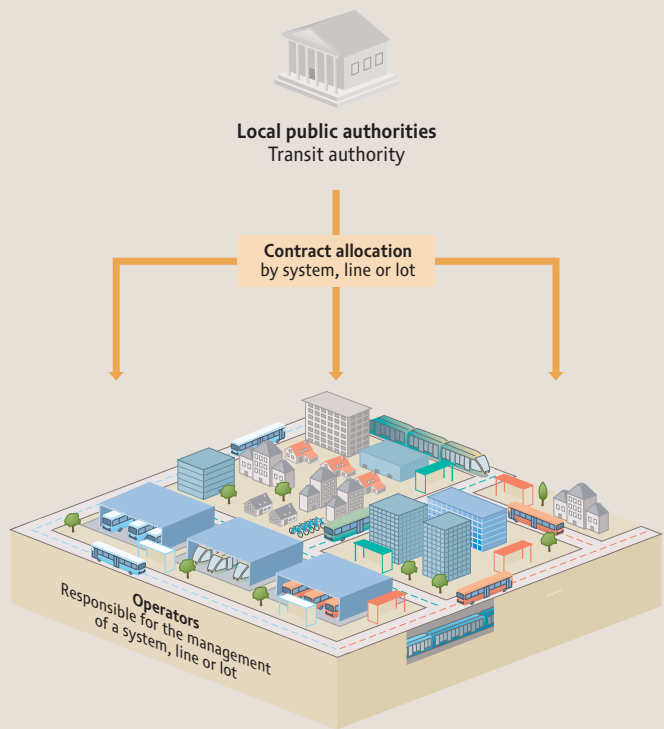 Local public authorities
Transit authority
Contract allocation
by system, line or lot
Operators
Responsible for the management
of a system, line or lot